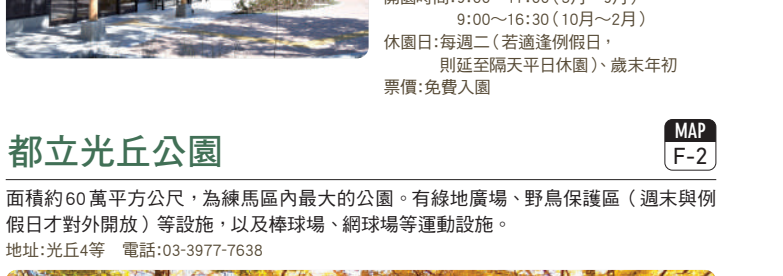 9:00～16:30（10月～2月）
休園日:每週二（若適逢例假日，
則延至隔天平日休園）、歲末年初
票價:免費入園
都立光丘公園
MAP
F-2
面積約60萬平方公尺，為練馬區內最大的公園。有綠地廣場、野鳥保護區（週末與例
假日才對外開放）等設施，以及棒球場、網球場等運動設施。
地址:光丘4等　電話:03-3977-7638